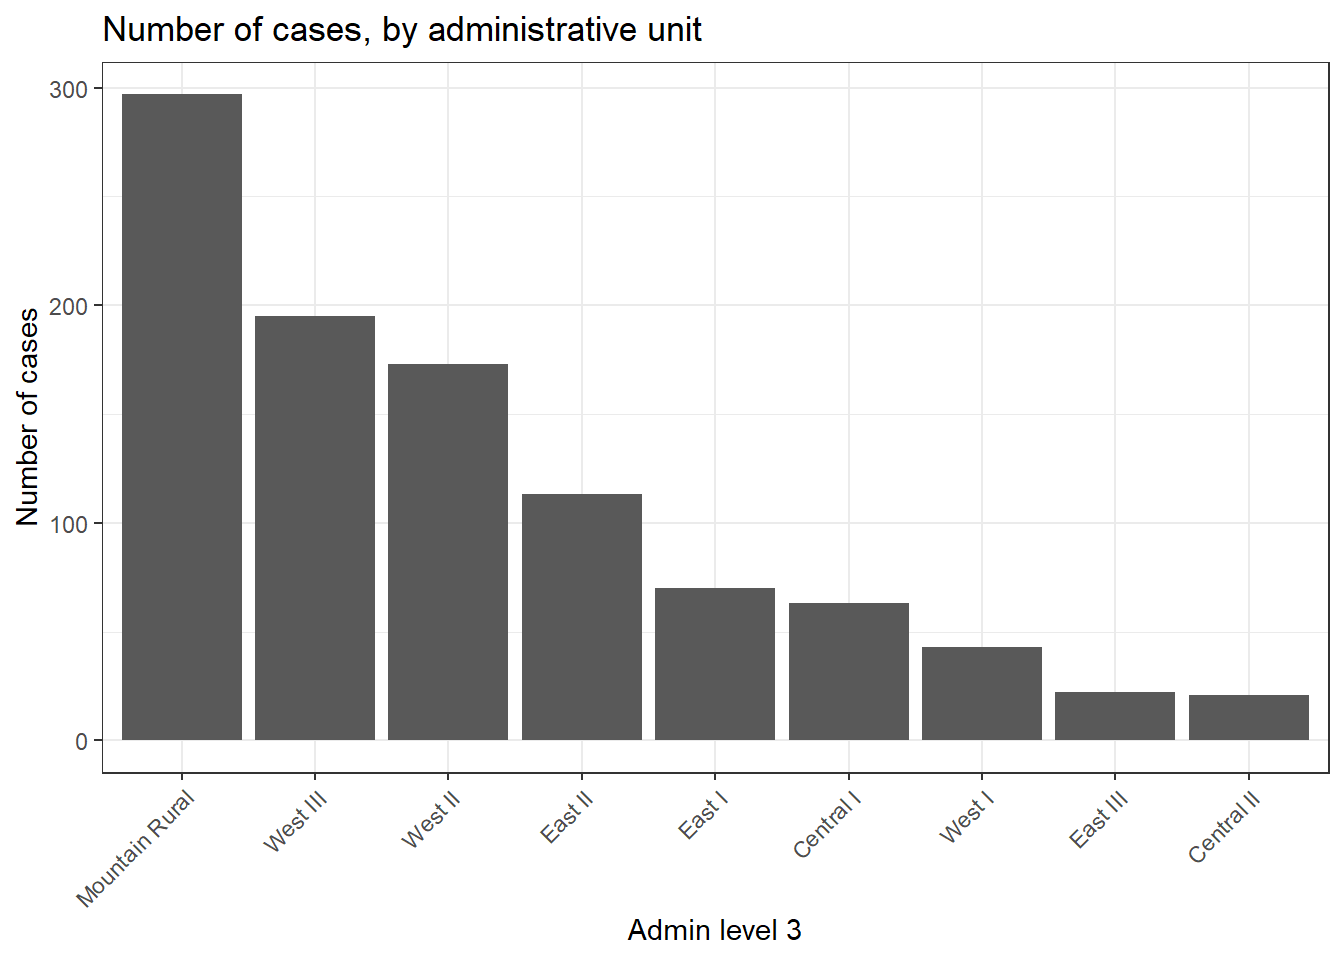 Number of cases, by administrative unit
Number of cases
300
200
100
0
Mountain Rural
West III
West II
East II
East I
Central I
West I
East III
Central II
Admin level 3